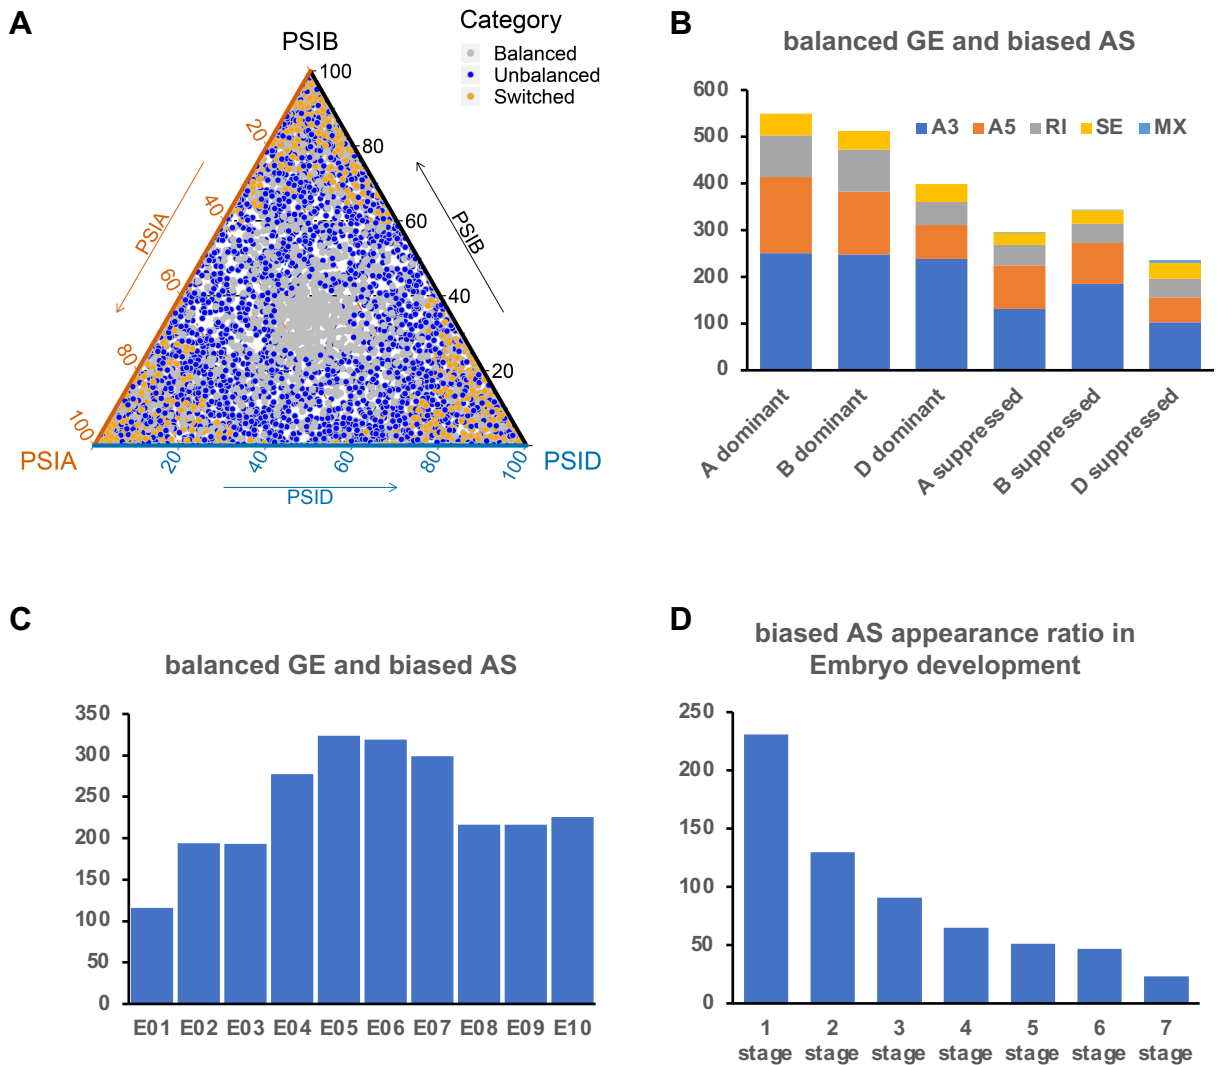 A
Category
Balanced
Unbalanced
Switched
PSIB
100
80
60
40
20
PSIB
20
40
60
80
100
PSIA
PSIA
20
40
60
80
100
PSID
PSID
B
balanced GE and biased AS
600
500
400
300
200
100
0
A3 A5 RI SE MX
A dominant
B dominant
D dominant
A suppressed
B suppressed
D suppressed
C
balanced GE and biased AS
350
300
250
200
150
100
50
0
E01 E02 E03 E04 E05 E06 E07 E08 E09 E10
D
biased AS appearance ratio in
Embryo development
250
200
150
100
50
0
1 2 3 4 5 6 7
stage stage stage stage stage stage stage